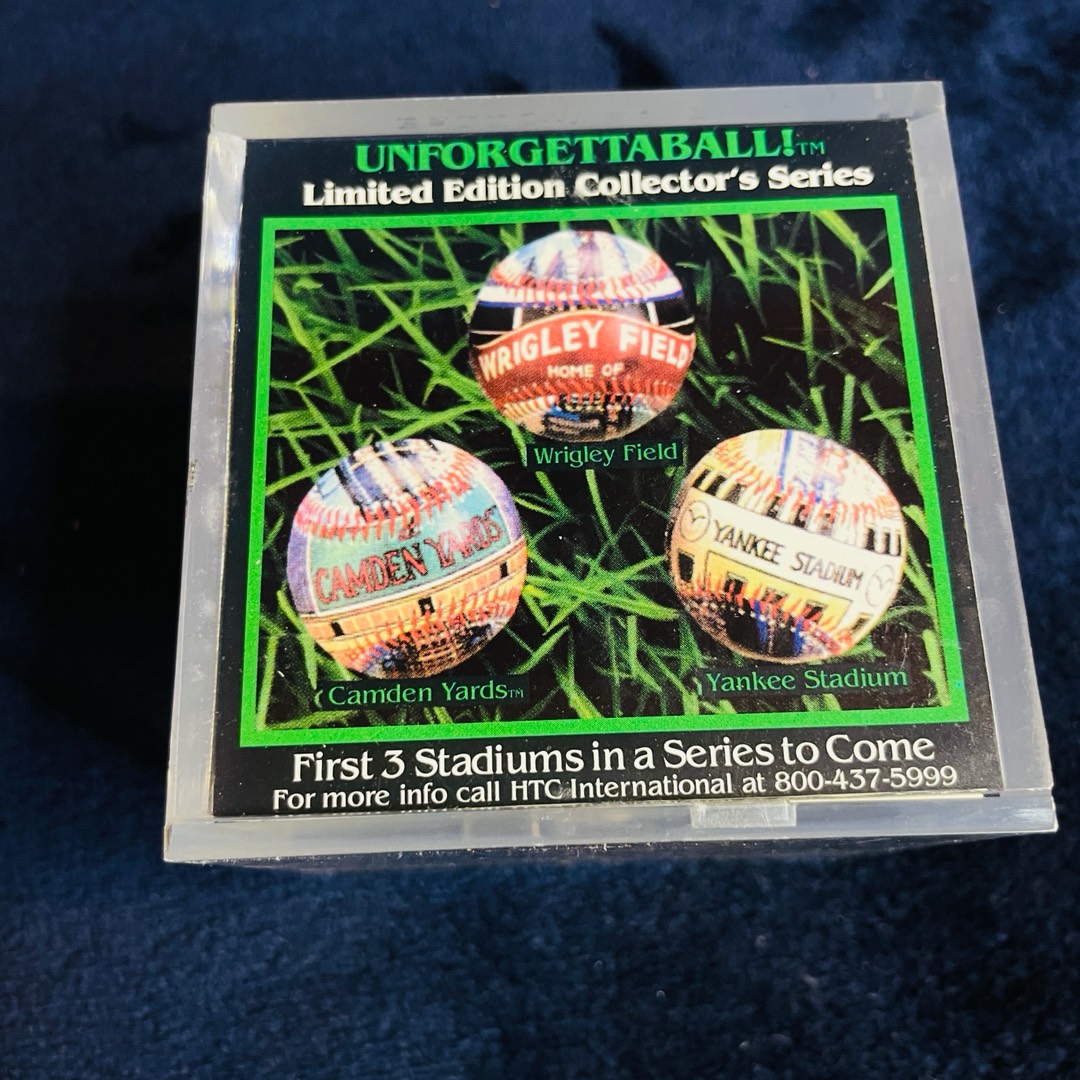 UNFORGETTABALL!™
Limited Edition Collector's Series
WRIGLEY FIELD
HOME OF
Wrigley Field
CAMDEN YARDS
YANKEE STADIUM
Camden Yards™
Yankee Stadium
First 3 Stadiums in a Series to Come
For more info call HTC International at 800-437-5999